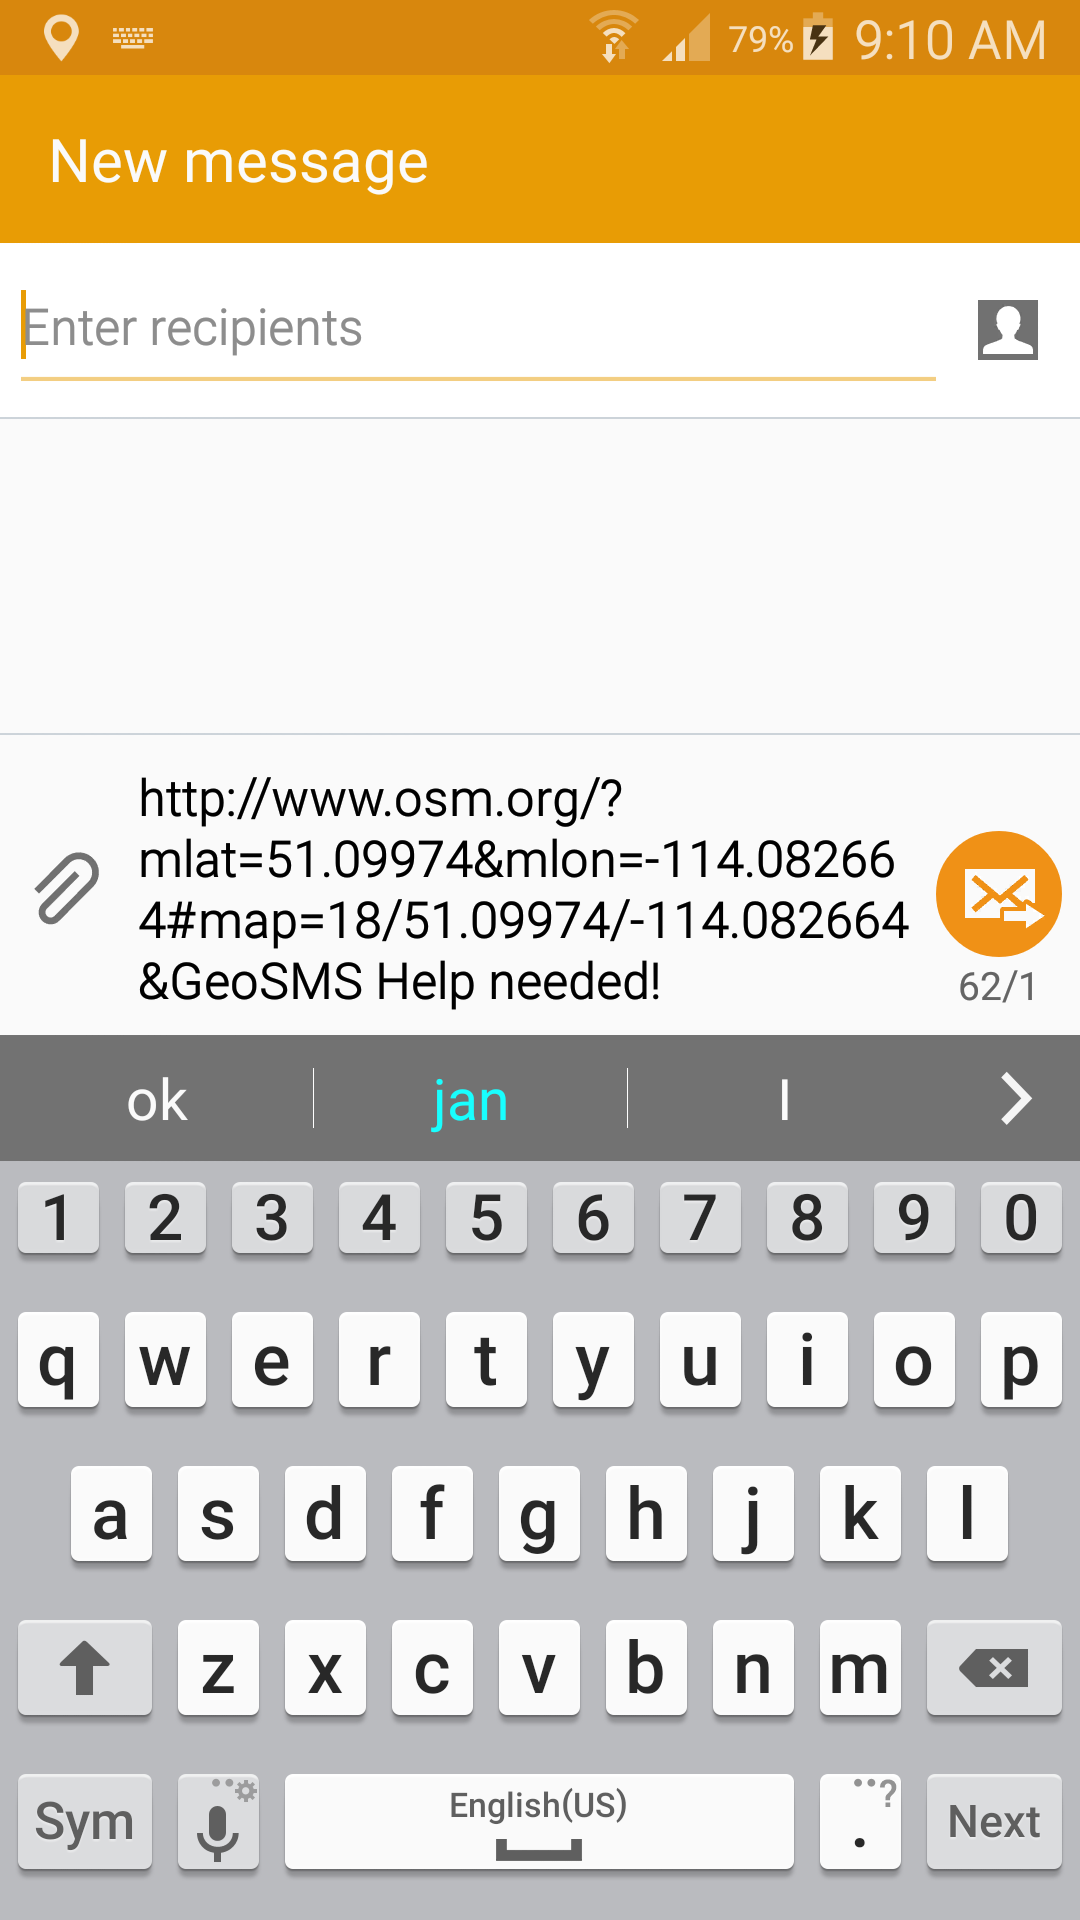 79% 9:10 AM
New message
Enter recipients
http://www.osm.org/?
mlat=51.09974&mlon=-114.08266
4#map=18/51.09974/-114.082664
&GeoSMS Help needed!
62/1
ok jan I
1 2 3 4 5 6 7 8 9 0
q w e r t y u i o p
a s d f g h j k l
z x c v b n m
Sym English(US) . ? Next